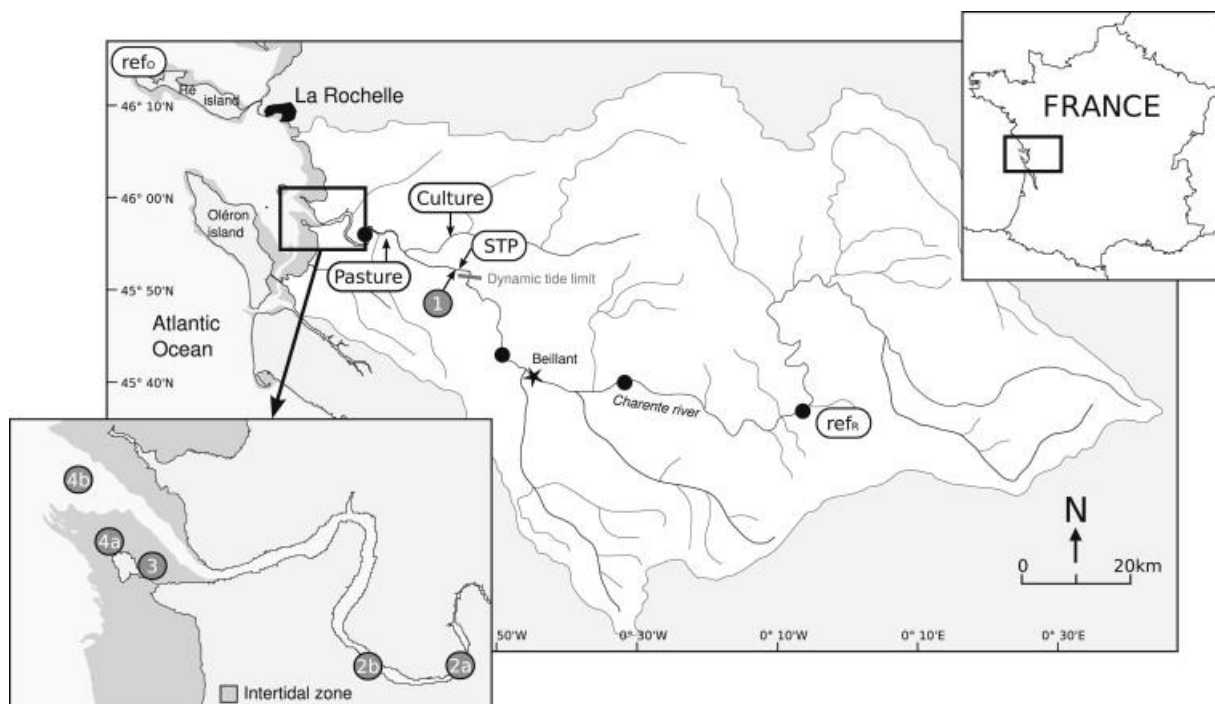 refO
Ré
island
46° 10'N
La Rochelle
FRANCE
46° 00'N
Oléron
island
Culture
STP
Pasture
Dynamic tide limit
1
45° 50'N
Atlantic
Ocean
Beillant
45° 40'N
Charente river
refR
4b
4a
3
2b
2a
Intertidal zone
N
0 20km
50'W
0° 30'W
0° 10'W
0° 10'E
0° 30'E